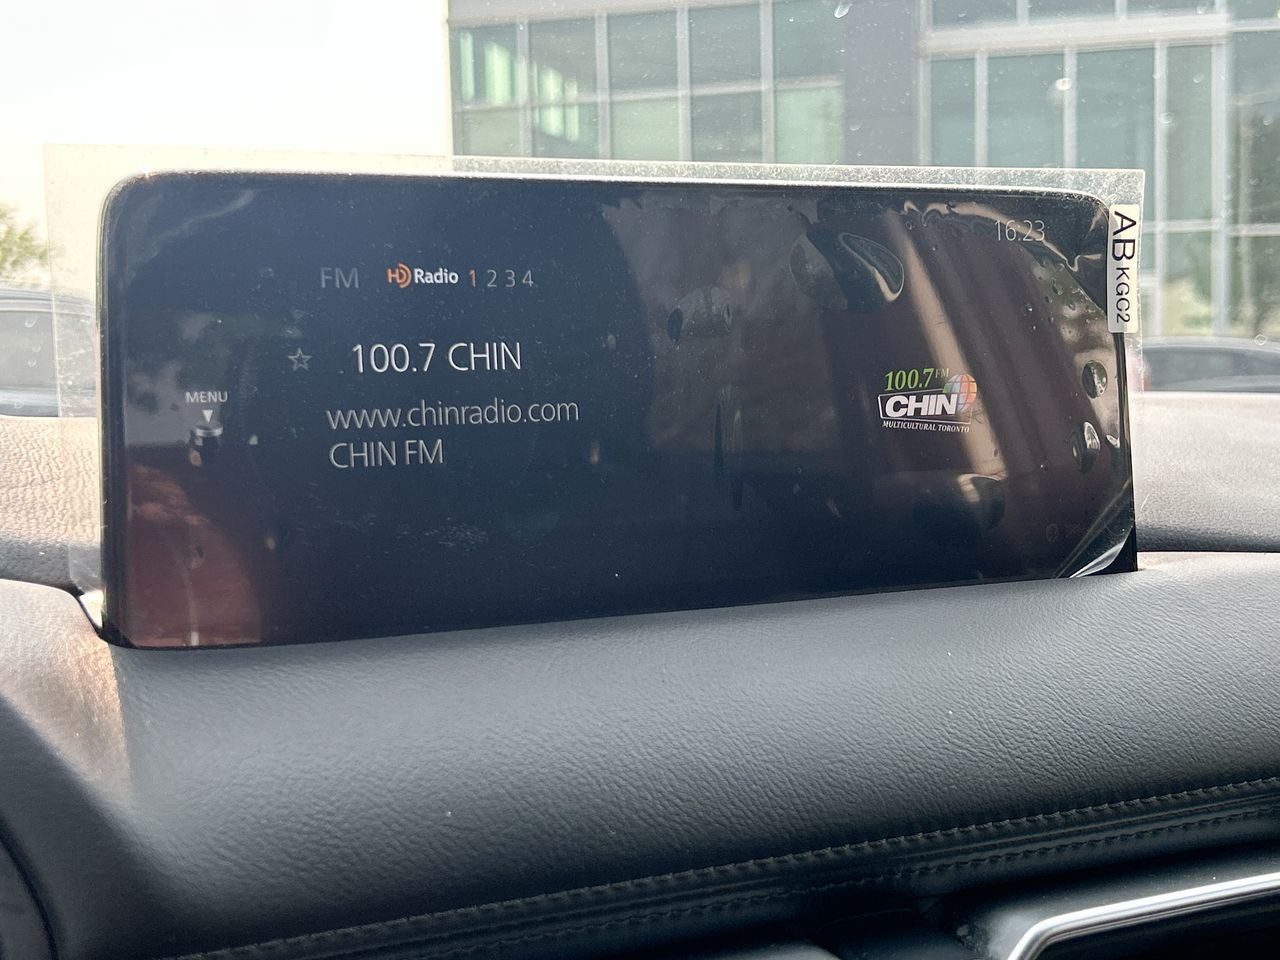 16:23
FM HD Radio 1 2 3 4
100.7 CHIN
MENU
www.chinradio.com
CHIN FM
100.7 FM
CHIN
MULTICULTURAL TORONTO
AB KGC2